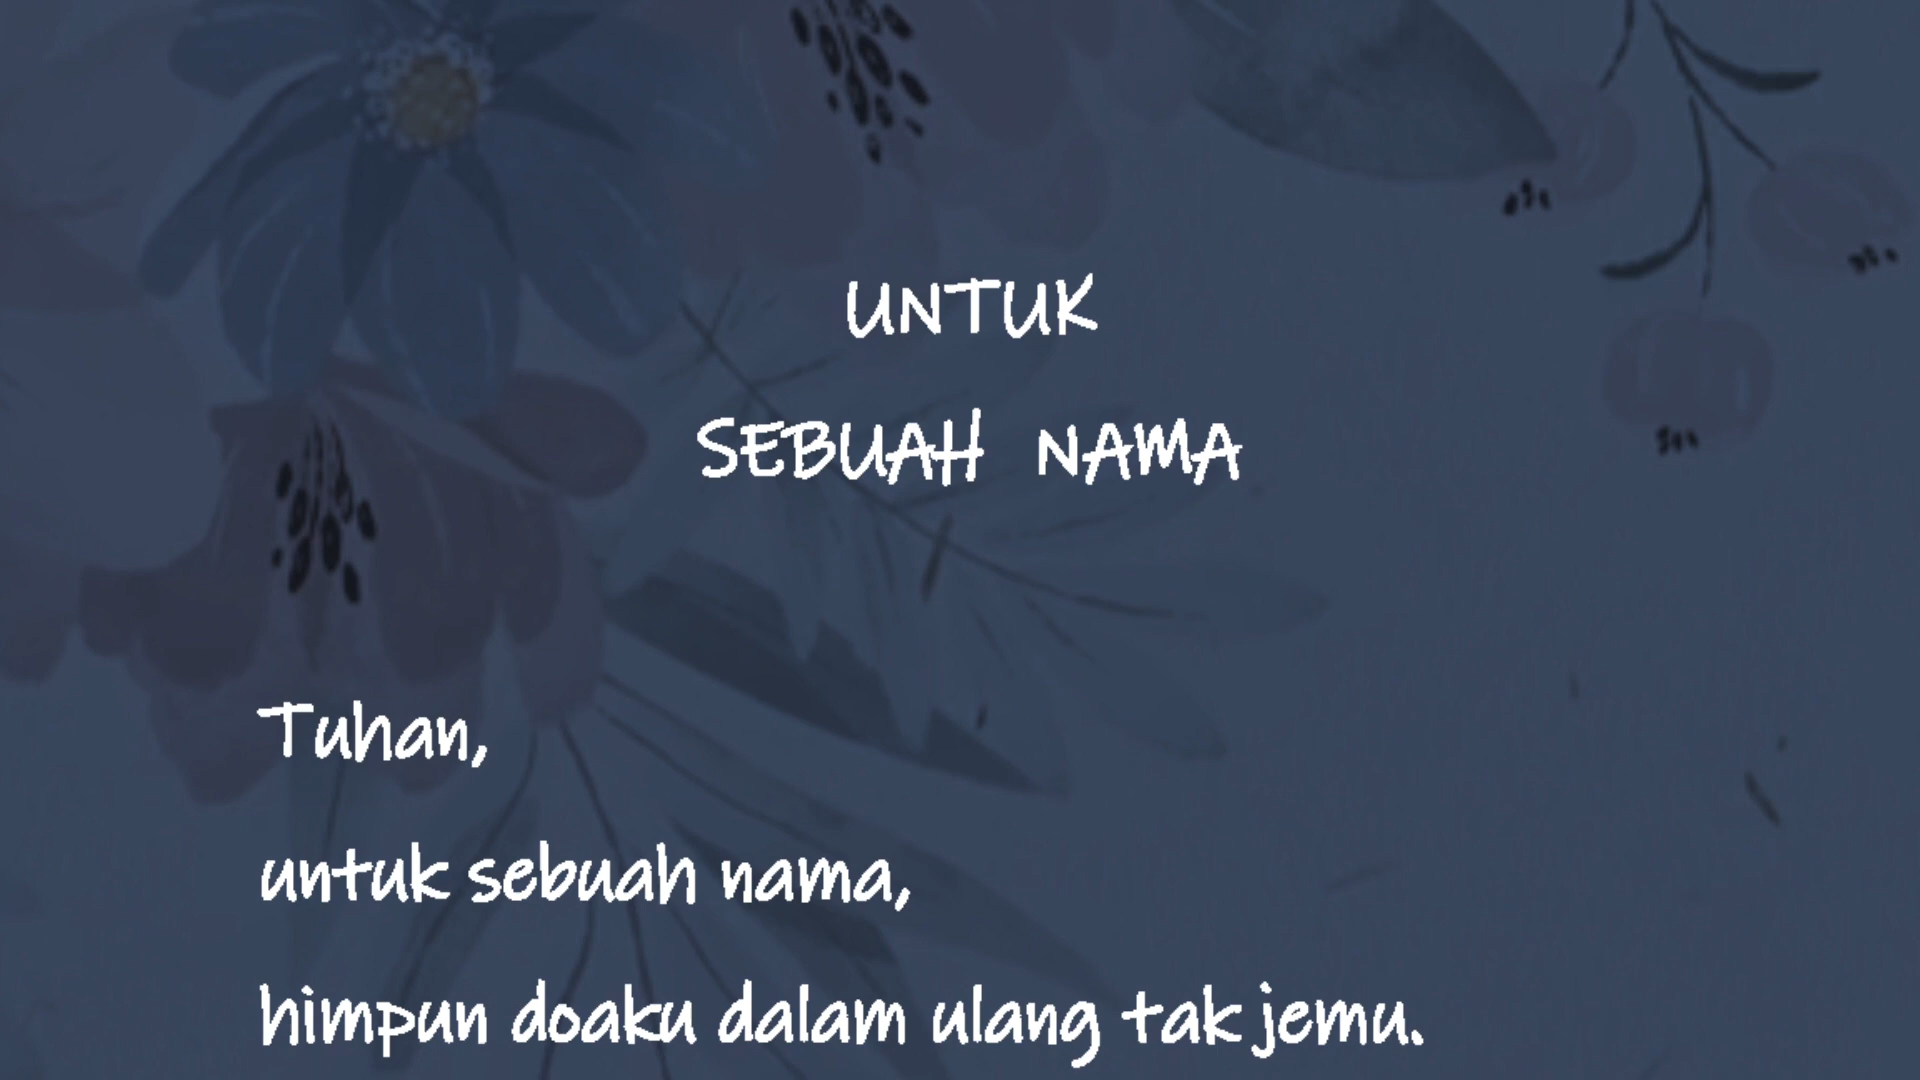 UNTUK
SEBUAH NAMA
Tuhan,
untuk sebuah nama,
himpun doaku dalam ulang tak jemu.